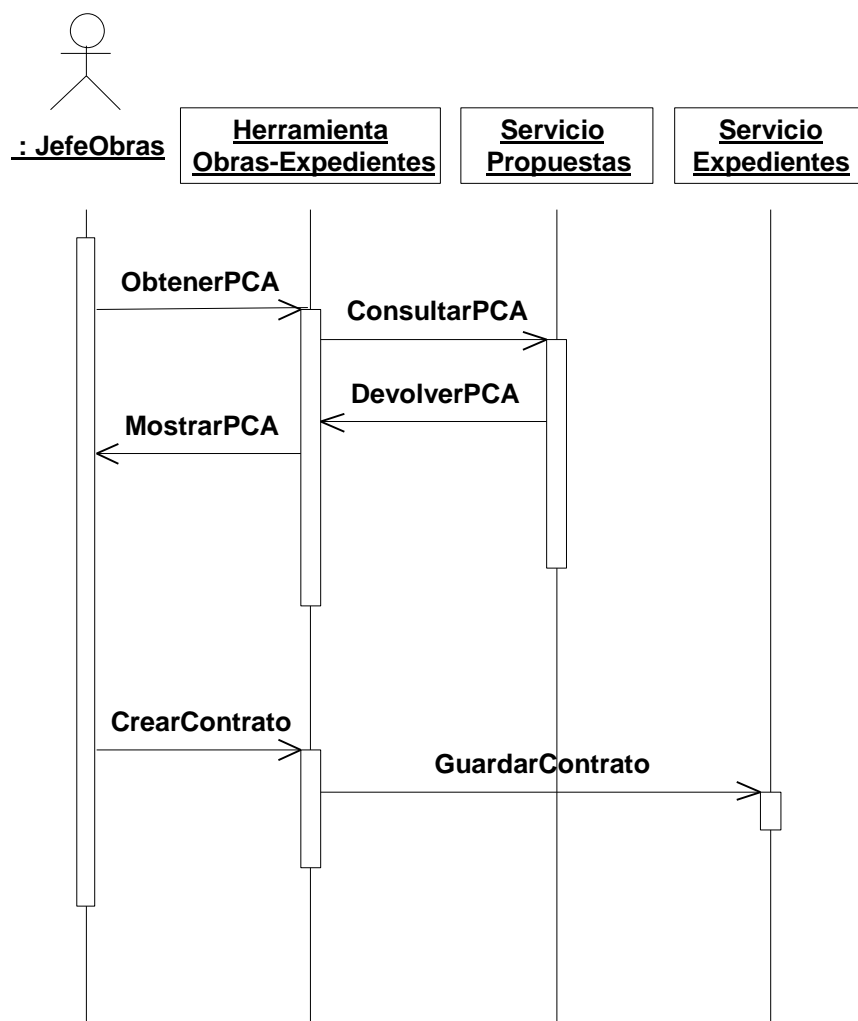 : JefeObras
Herramienta
Obras-Expedientes
Servicio
Propuestas
Servicio
Expedientes
ObtenerPCA
ConsultarPCA
DevolverPCA
MostrarPCA
CrearContrato
GuardarContrato